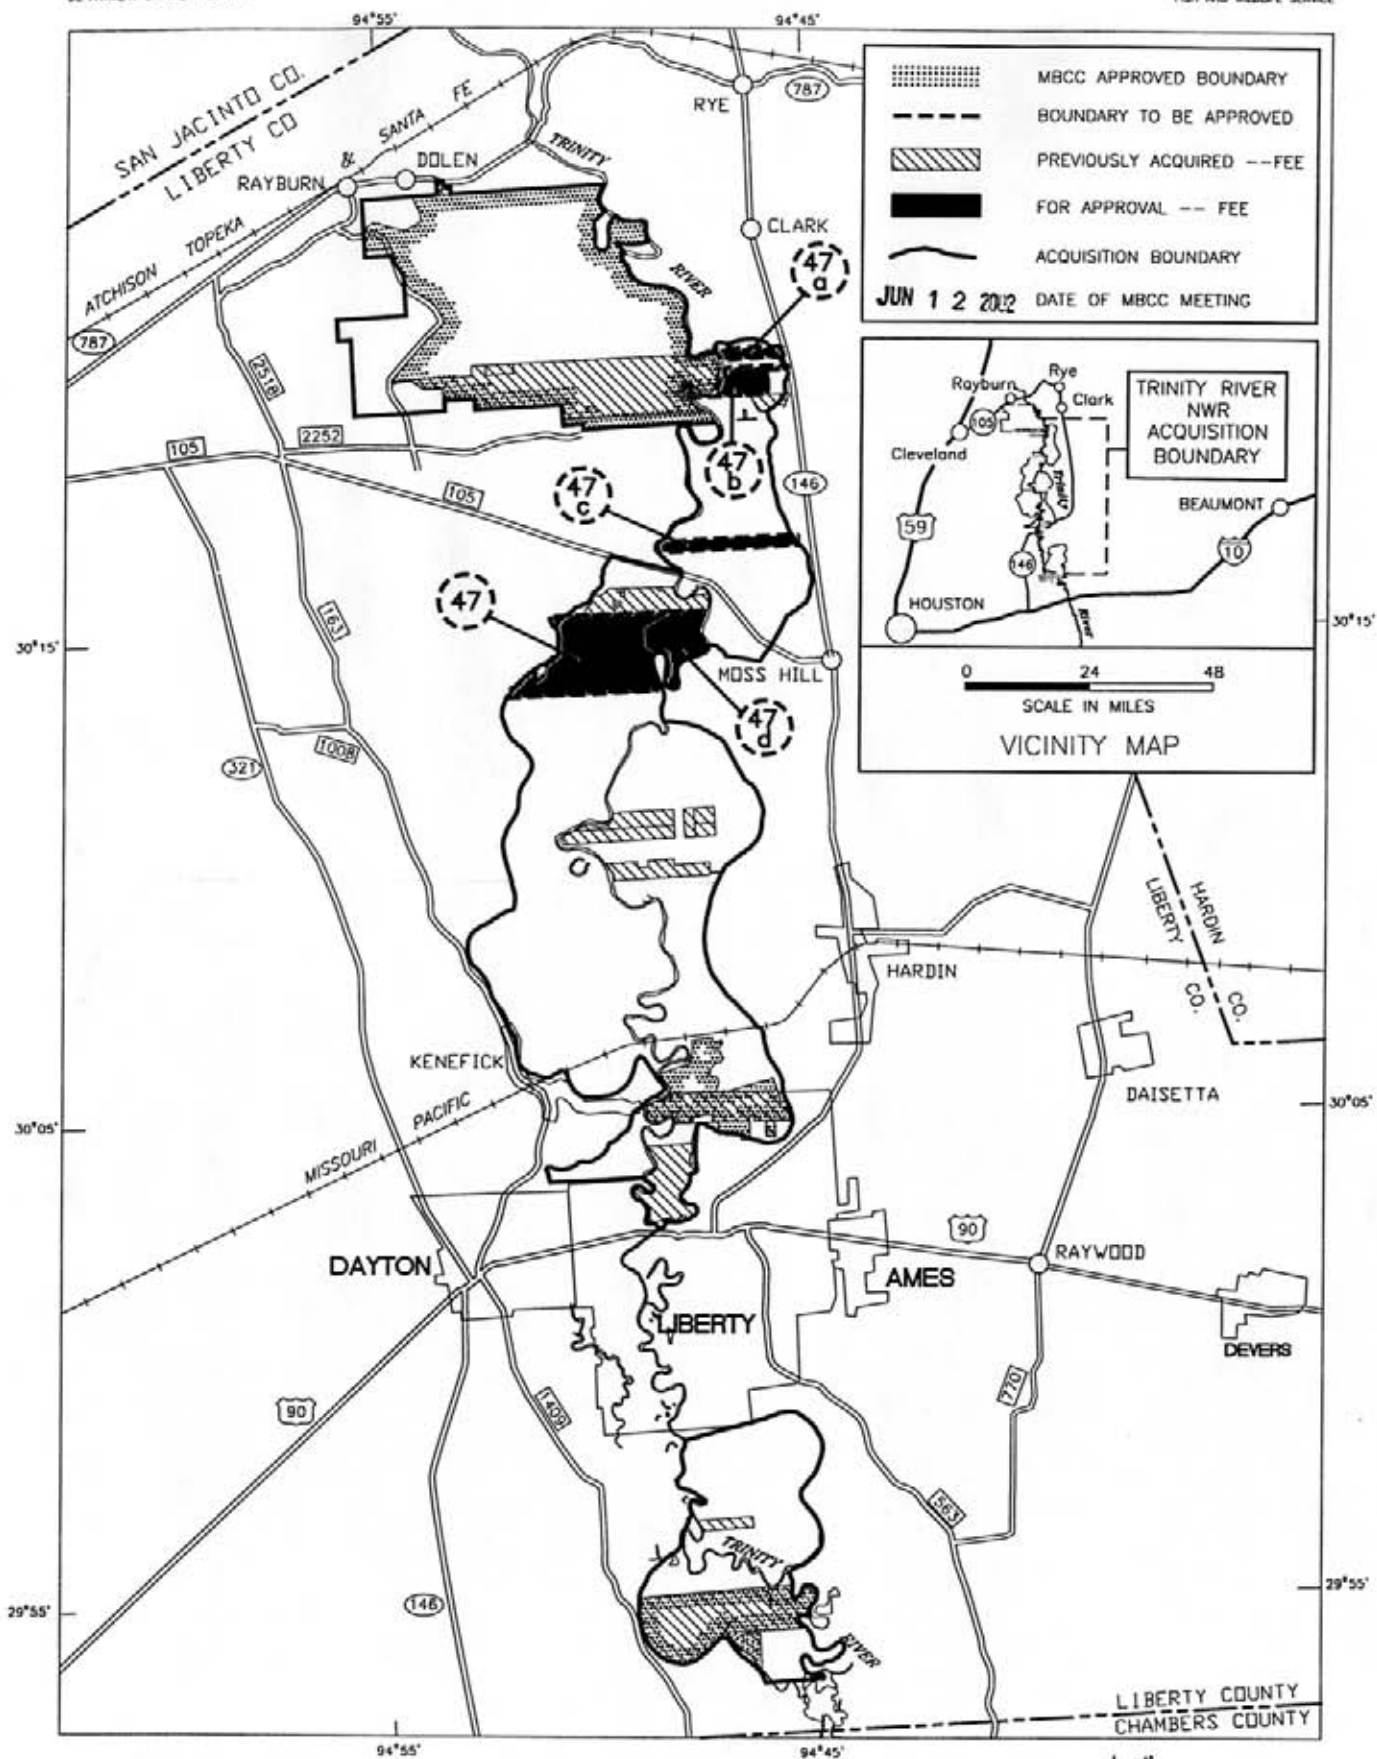 94°55'
94°45'
SAN JACINTO CO.
LIBERTY CO
787
RYE
ATCHISON TOPEKA & SANTA FE
RAYBURN
DOLEN
TRINITY
RIVER
CLARK
787
2518
47
a
47
b
47
c
47
47
d
105
2252
105
146
163
MOSS HILL
30°15'
30°15'
1008
321
MBCC APPROVED BOUNDARY
BOUNDARY TO BE APPROVED
PREVIOUSLY ACQUIRED --FEE
FOR APPROVAL -- FEE
ACQUISITION BOUNDARY
JUN 12 2002 DATE OF MBCC MEETING
Rye
Rayburn
Clark
105
Cleveland
Trinity
59
146
HOUSTON
River
BEAUMONT
10
TRINITY RIVER
NWR
ACQUISITION
BOUNDARY
0 24 48
SCALE IN MILES
VICINITY MAP
HARDIN
LIBERTY
CO.
CO.
HARDIN
KENEFICK
DAISETTA
MISSOURI PACIFIC
30°05'
30°05'
90
DAYTON
AMES
RAYWOOD
LIBERTY
DEVERS
90
1409
770
563
TRINITY
RIVER
146
29°55'
29°55'
LIBERTY COUNTY
CHAMBERS COUNTY
94°55'
94°45'